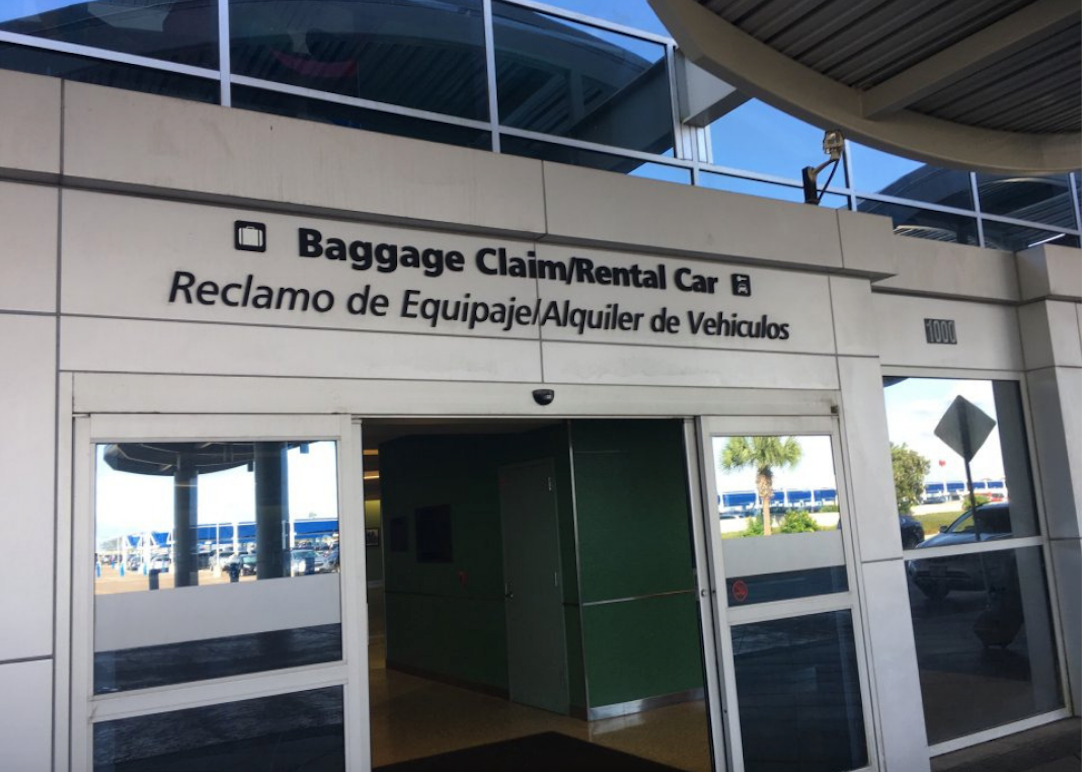 Baggage Claim/Rental Car
Reclamo de Equipaje/Alquiler de Vehiculos
1000